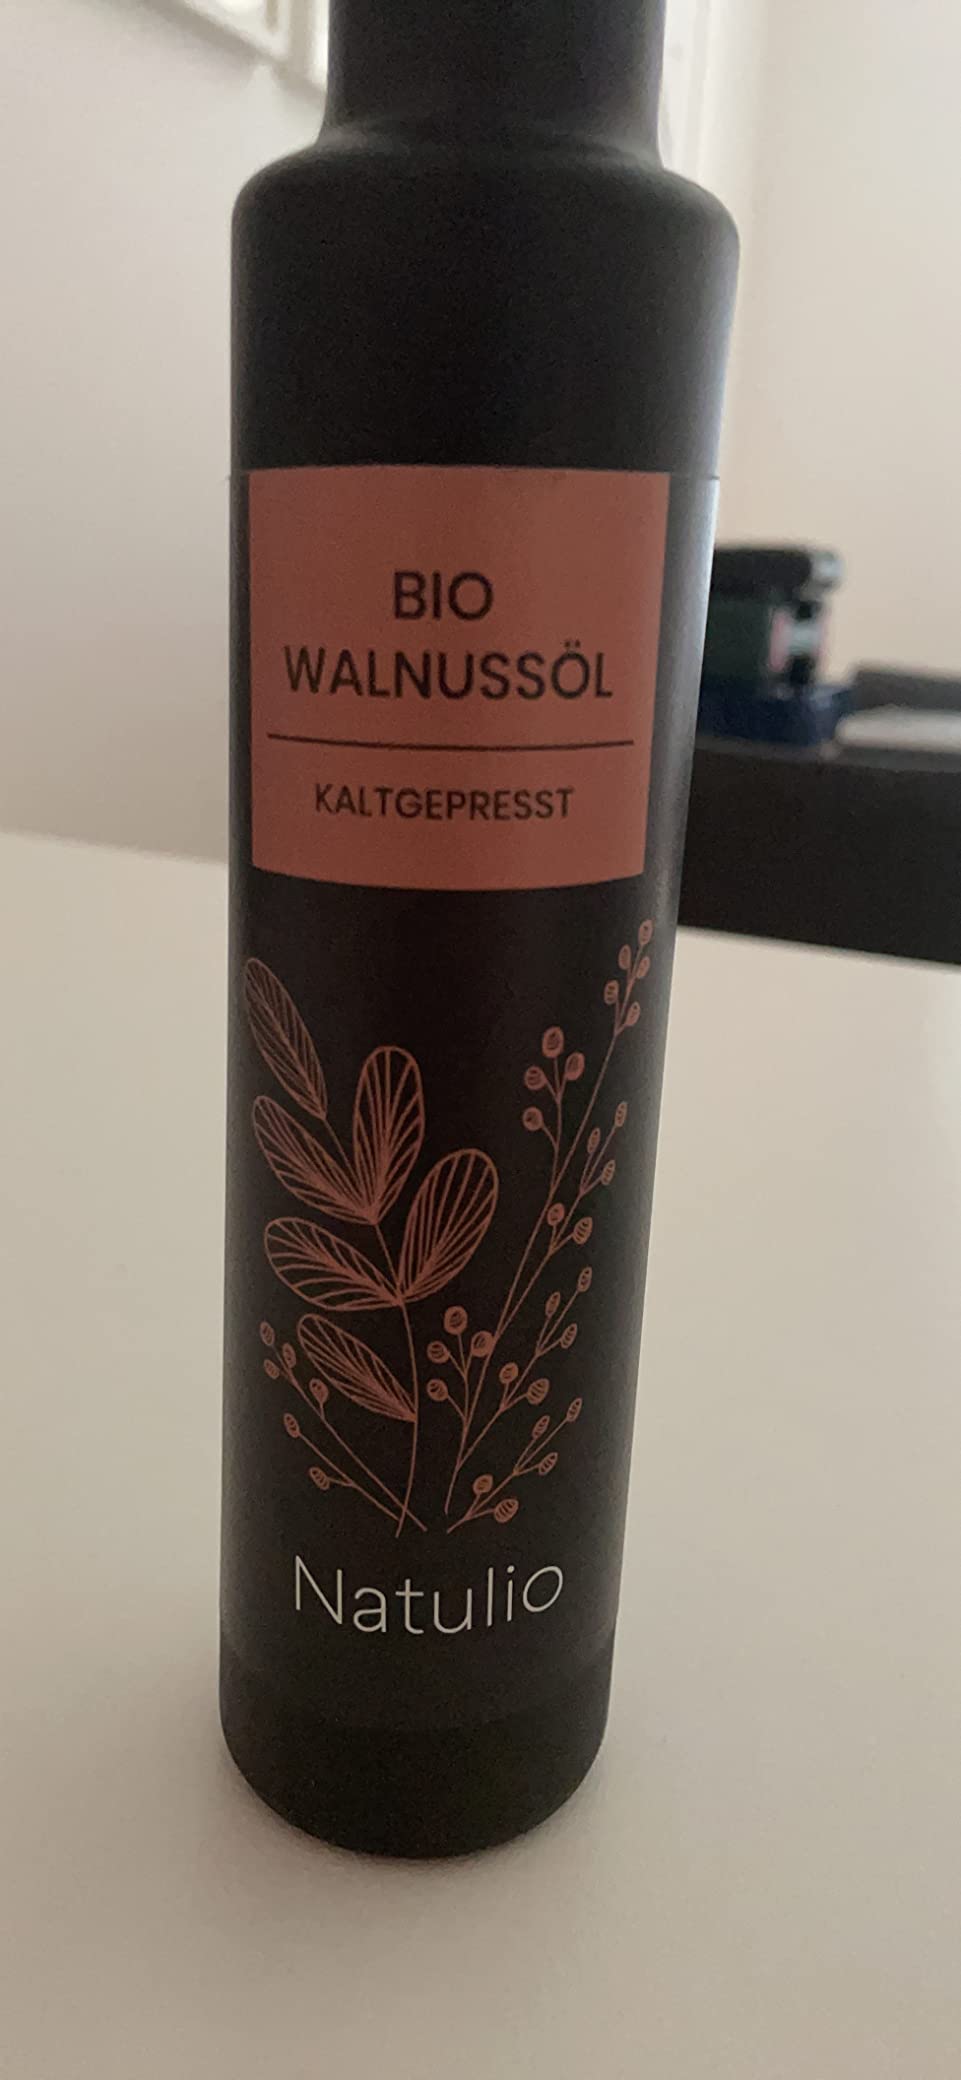 BIO
WALNUSSÖL
KALTGEPRESST
Natulio